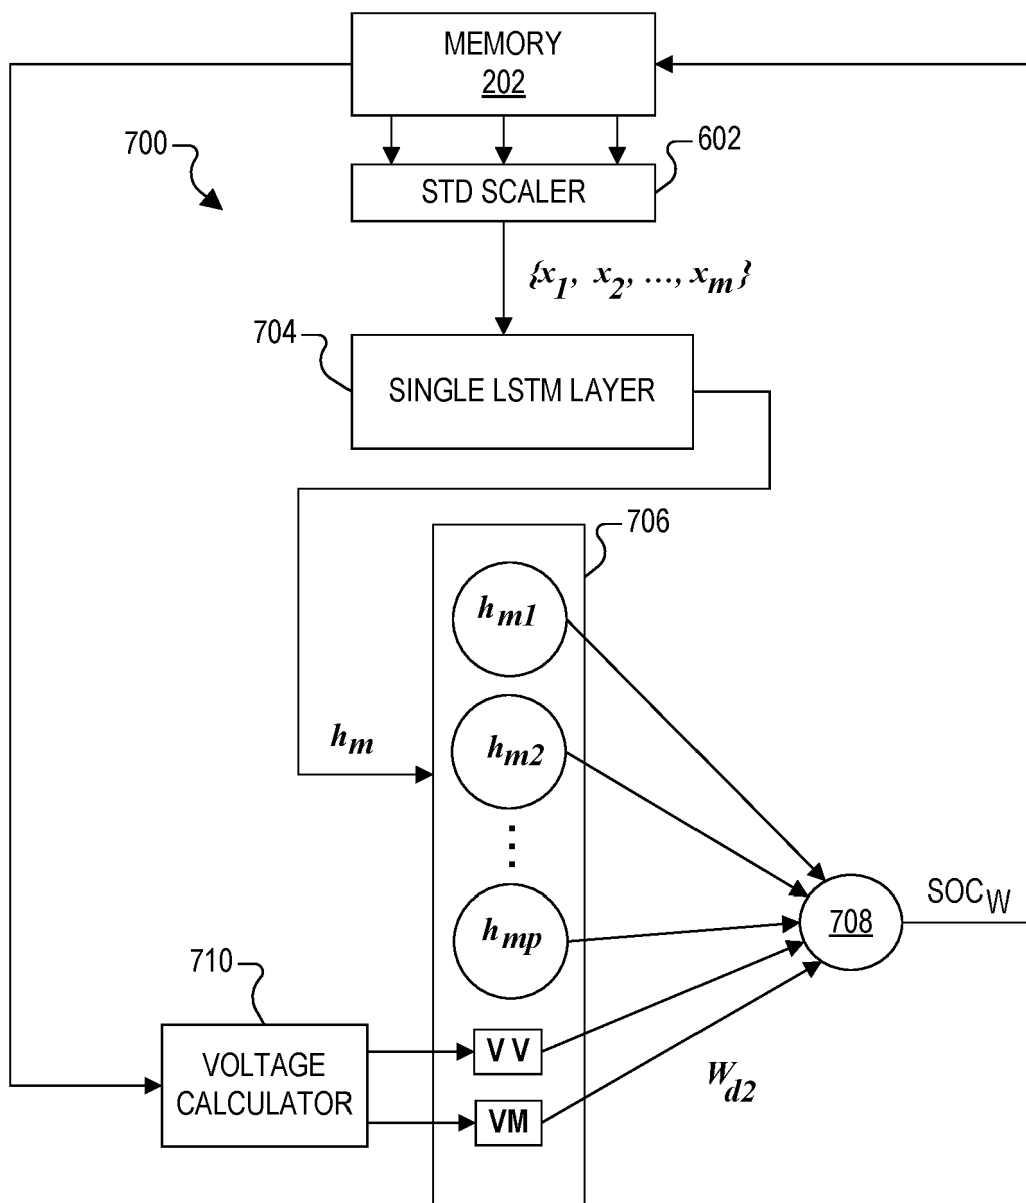 MEMORY
202
700
602
STD SCALER
{x1, x2, ..., xm}
704
SINGLE LSTM LAYER
706
hm1
hm
hm2
hmp
708
SOCW
710
VOLTAGE
CALCULATOR
V V
VM
Wd2